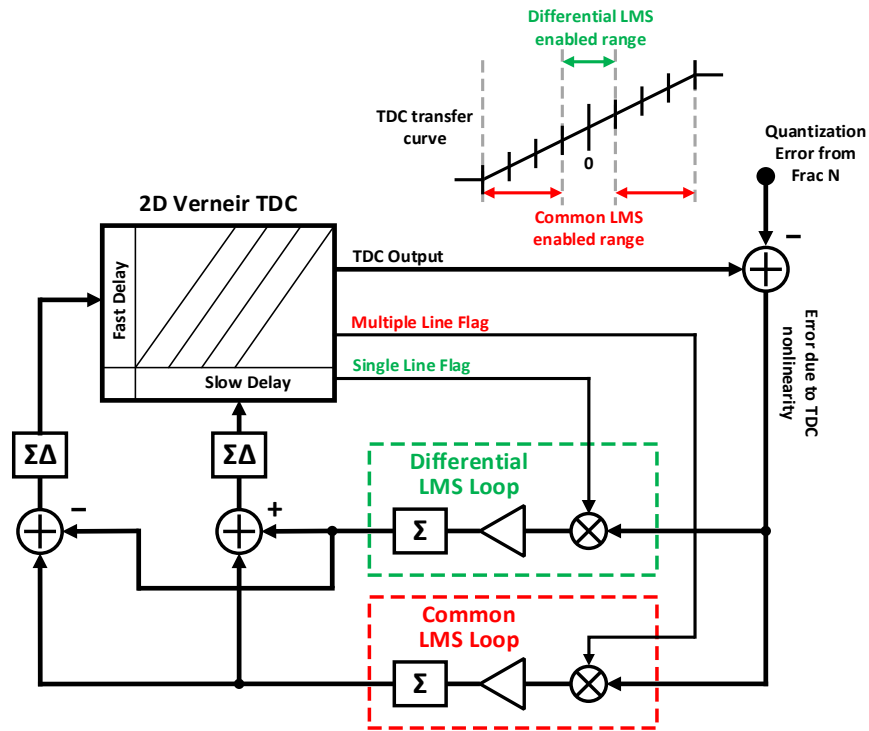 Differential LMS
enabled range
TDC transfer
curve
0
Common LMS
enabled range
Quantization
Error from
Frac N
−
2D Verneir TDC
Fast Delay
Slow Delay
TDC Output
Multiple Line Flag
Single Line Flag
Error due to TDC
nonlinearity
ΣΔ
ΣΔ
−
+
Differential
LMS Loop
Σ
Common
LMS Loop
Σ